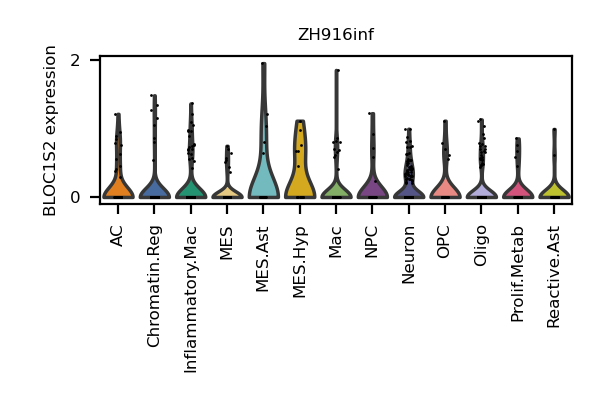 ZH916inf
BLOC1S2 expression
2
0
AC
Chromatin.Reg
Inflammatory.Mac
MES
MES.Ast
MES.Hyp
Mac
NPC
Neuron
OPC
Oligo
Prolif.Metab
Reactive.Ast